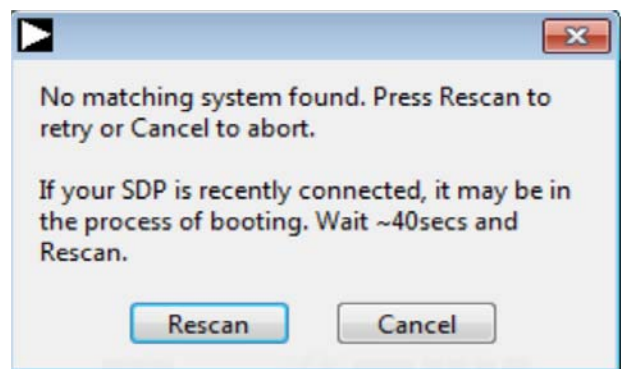 No matching system found. Press Rescan to
retry or Cancel to abort.
If your SDP is recently connected, it may be in
the process of booting. Wait ~40secs and
Rescan.
Rescan Cancel